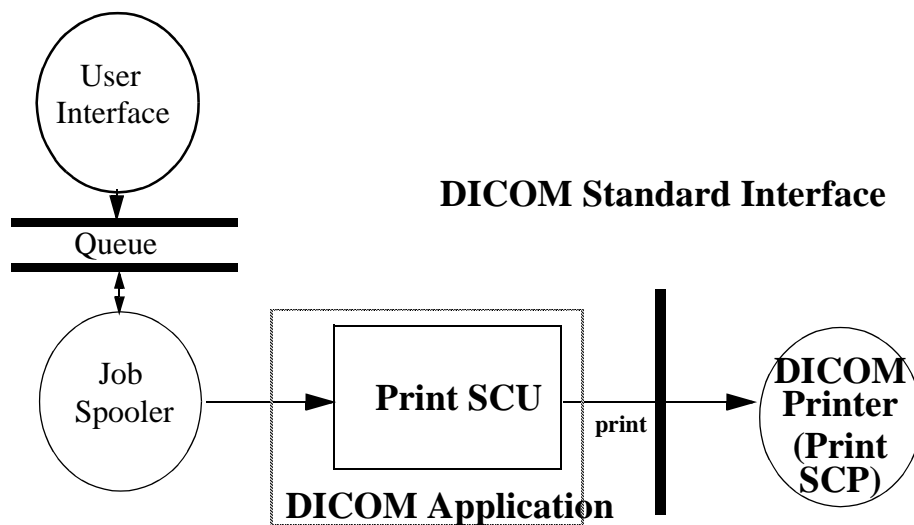 User
Interface
DICOM Standard Interface
Queue
Job
Spooler
Print SCU
print
DICOM
Printer
(Print
SCP)
DICOM Application